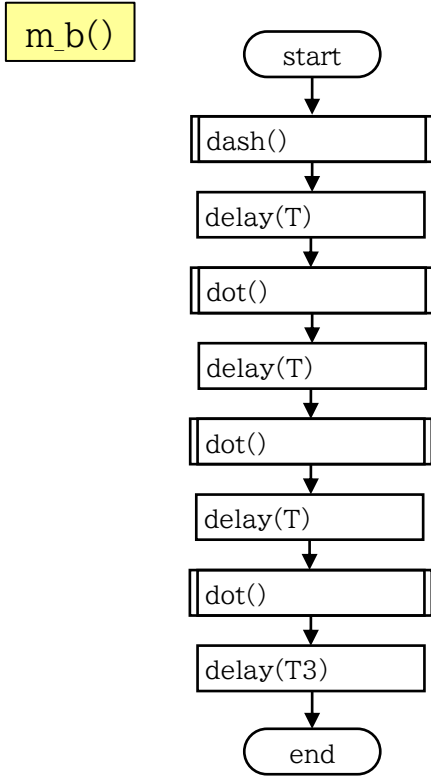 m_b()
start
dash()
delay(T)
dot()
delay(T)
dot()
delay(T)
dot()
delay(T3)
end